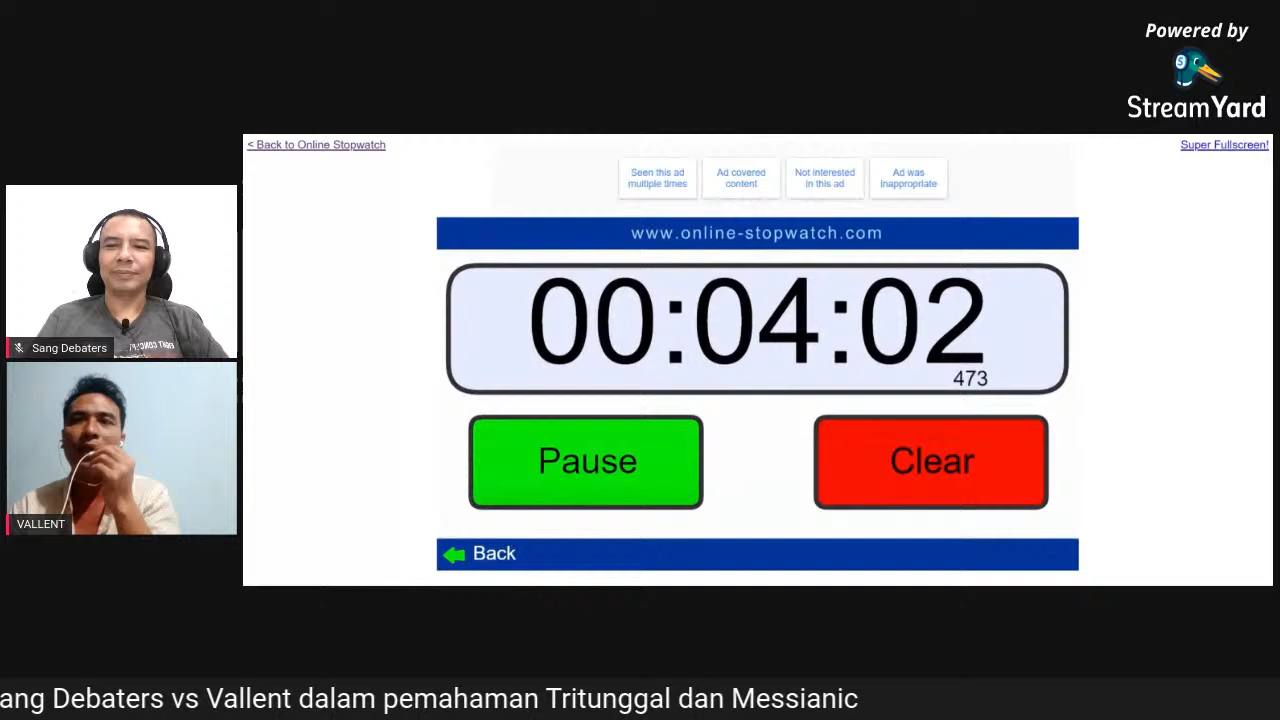 Powered by
StreamYard
< Back to Online Stopwatch
Super Fullscreen!
Seen this ad
multiple times
Ad covered
content
Not interested
in this ad
Ad was
inappropriate
www.online-stopwatch.com
00:04:02
473
Pause
Clear
Back
Sang Debaters
VALLENT
ang Debaters vs Vallent dalam pemahaman Tritunggal dan Messianic